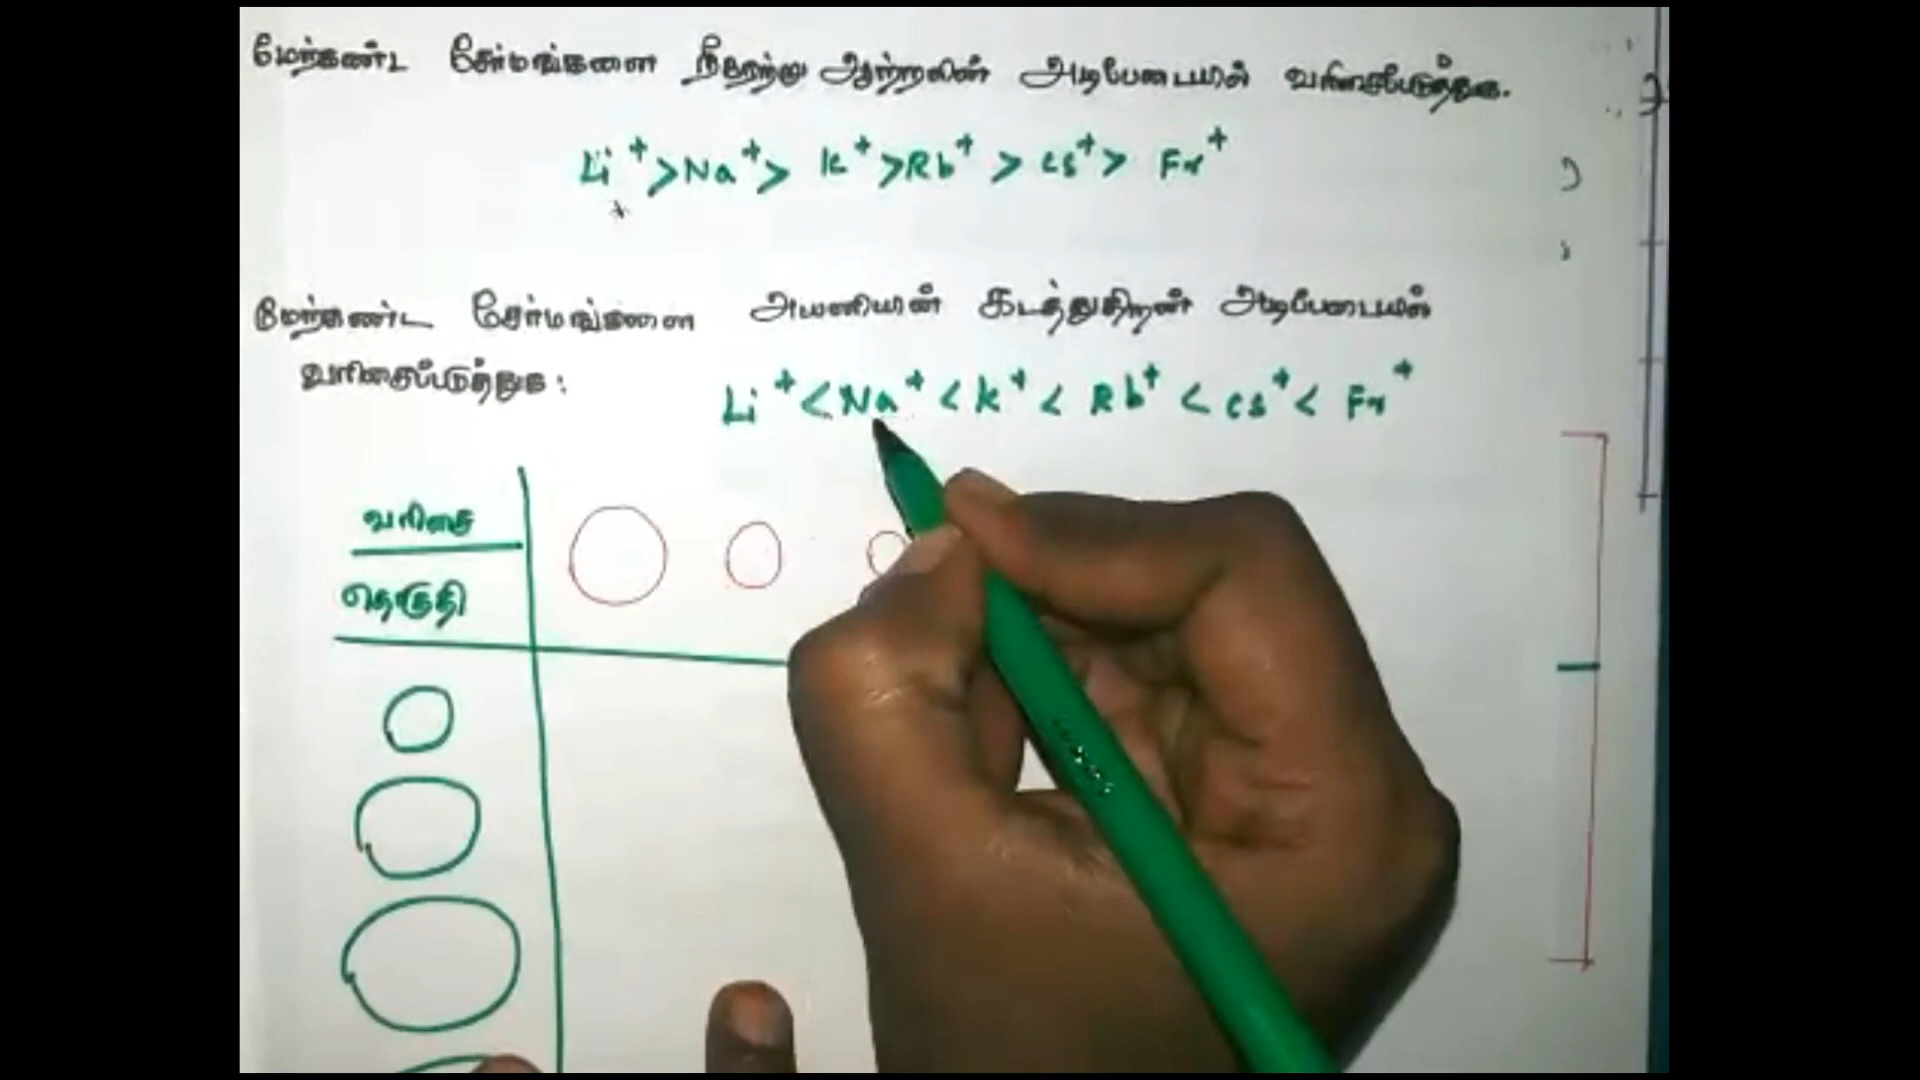 மேற்கண்ட சேர்மங்களை நீரேற்று ஆற்றலின் அடிப்படையில் வரிசைப்படுத்துக.
Li⁺ > Na⁺ > K⁺ > Rb⁺ > Cs⁺ > Fr⁺
மேற்கண்ட சேர்மங்களை அயனியின் கடத்துதிறன் அடிப்படையில்
வரிசைப்படுத்துக :
Li⁺ < Na⁺ < K⁺ < Rb⁺ < Cs⁺ < Fr⁺
வரிசை
தொகுதி